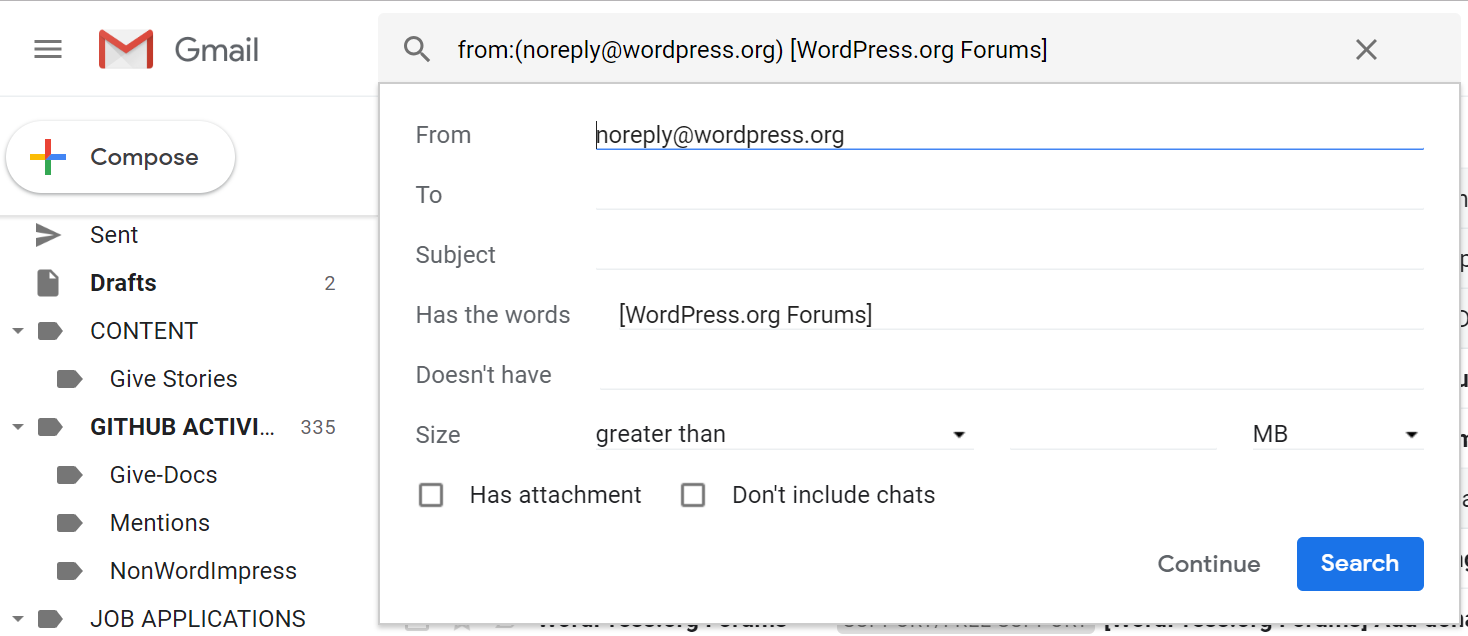 Gmail
from:(noreply@wordpress.org) [WordPress.org Forums]
Compose
Sent
Drafts 2
CONTENT
Give Stories
GITHUB ACTIVI... 335
Give-Docs
Mentions
NonWordImpress
JOB APPLICATIONS
From noreply@wordpress.org
To
Subject
Has the words [WordPress.org Forums]
Doesn't have
Size greater than MB
Has attachment Don't include chats
Continue Search